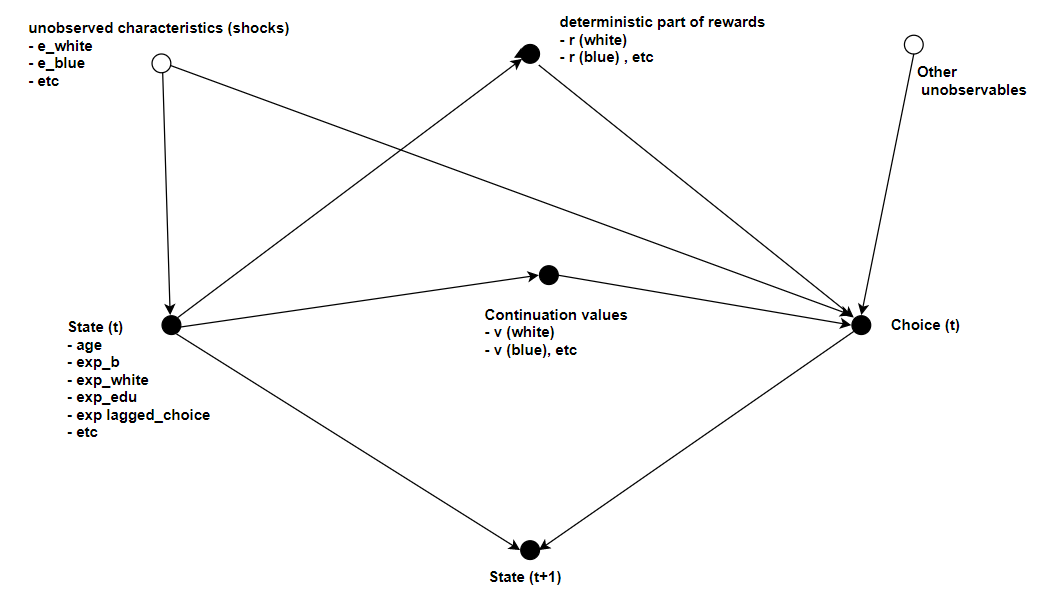 unobserved characteristics (shocks)
- e_white
- e_blue
- etc
deterministic part of rewards
- r (white)
- r (blue) , etc
Other
unobservables
State (t)
- age
- exp_b
- exp_white
- exp_edu
- exp lagged_choice
- etc
Continuation values
- v (white)
- v (blue), etc
Choice (t)
State (t+1)